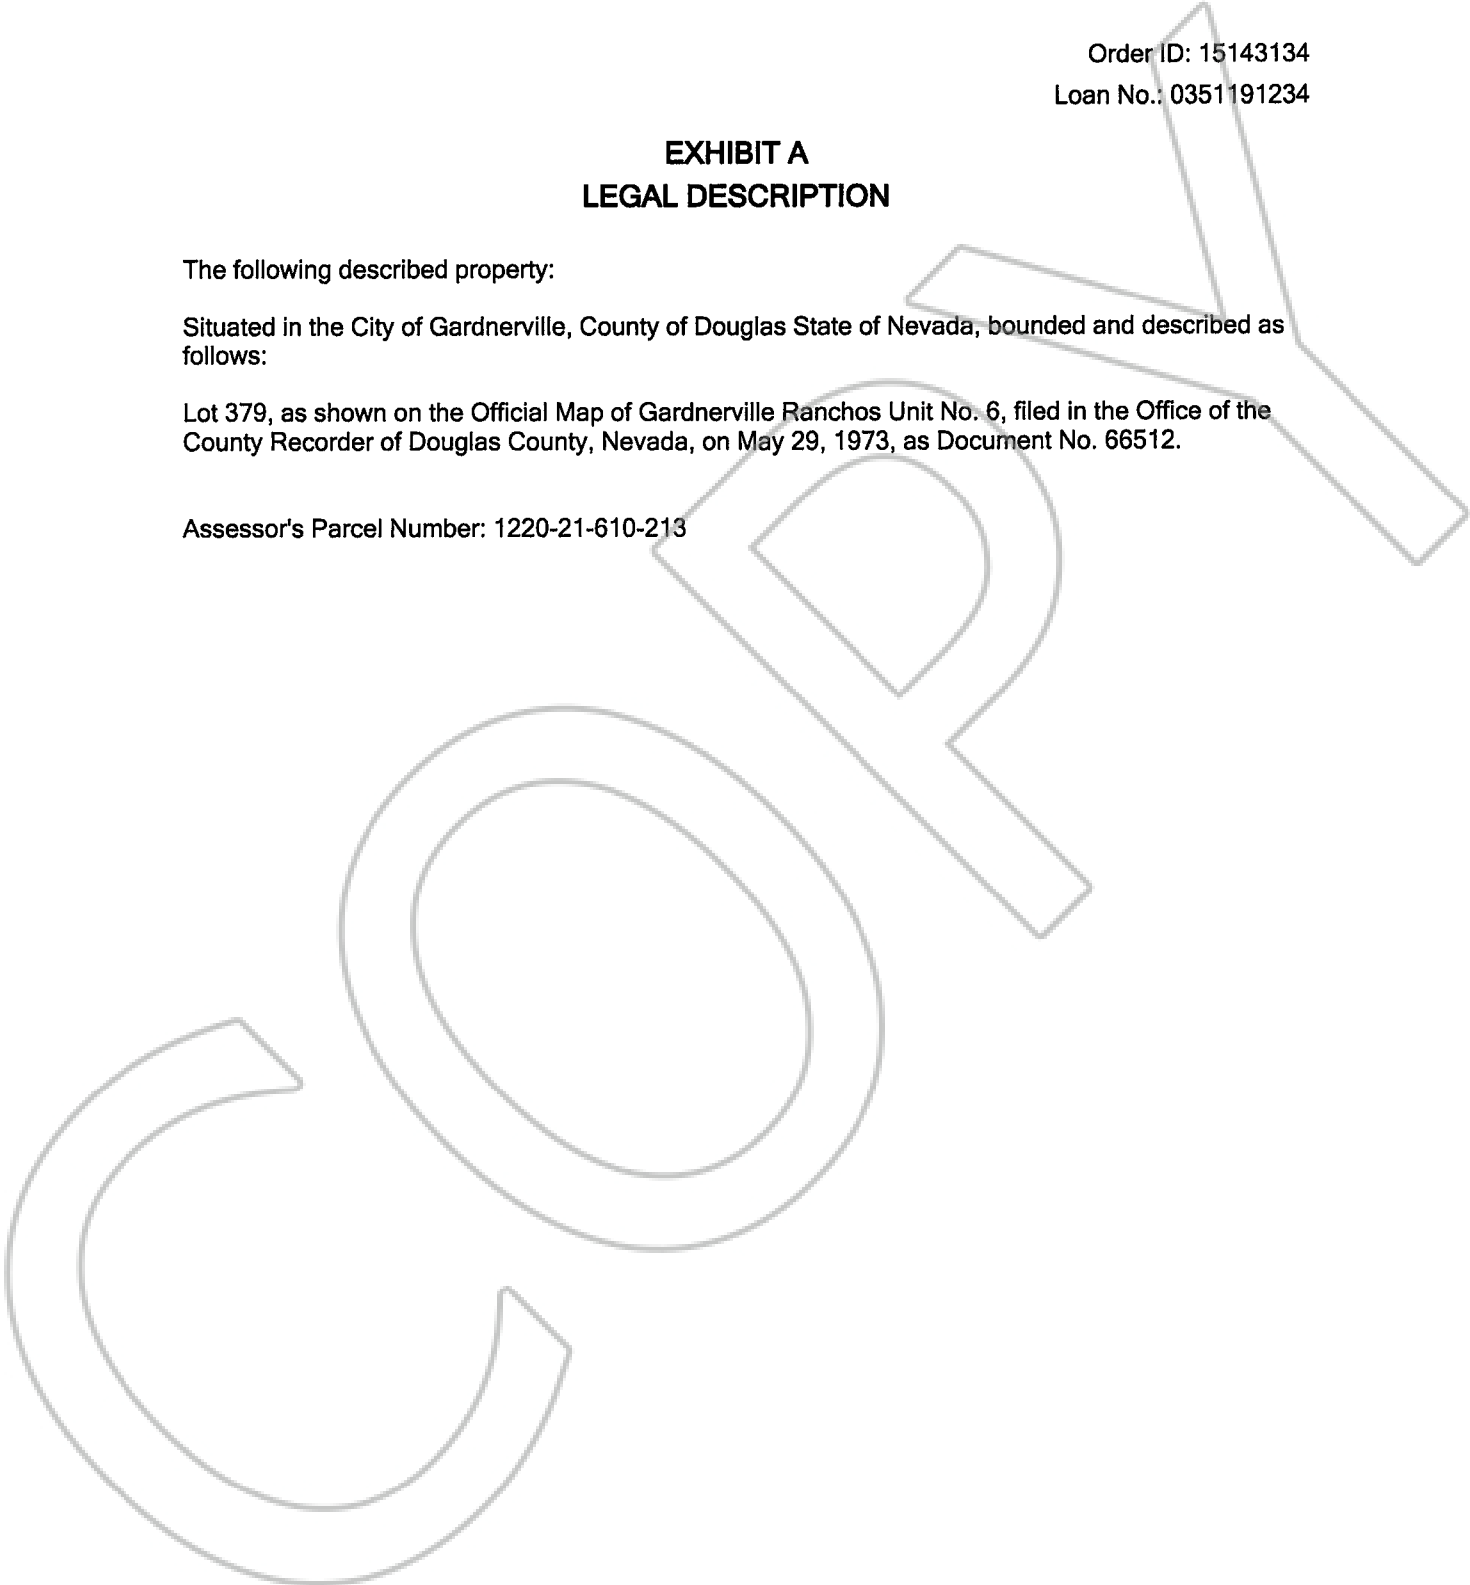 Order ID: 15143134
Loan No.: 0351191234
EXHIBIT A
LEGAL DESCRIPTION
The following described property:
Situated in the City of Gardnerville, County of Douglas State of Nevada, bounded and described as
follows:
Lot 379, as shown on the Official Map of Gardnerville Ranchos Unit No. 6, filed in the Office of the
County Recorder of Douglas County, Nevada, on May 29, 1973, as Document No. 66512.
Assessor's Parcel Number: 1220-21-610-213
COPY